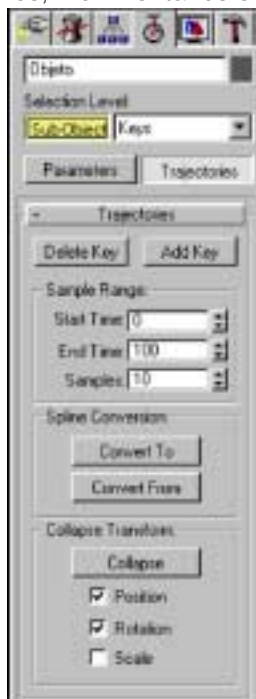 Objeto
Selection Level:
Sub-Object Keys
Parameters Trajectories
- Trajectories
Delete Key Add Key
Sample Range:
Start Time: 0
End Time: 100
Samples: 10
Spline Conversion:
Convert To
Convert From
Collapse Transform:
Collapse
Position
Rotation
Scale